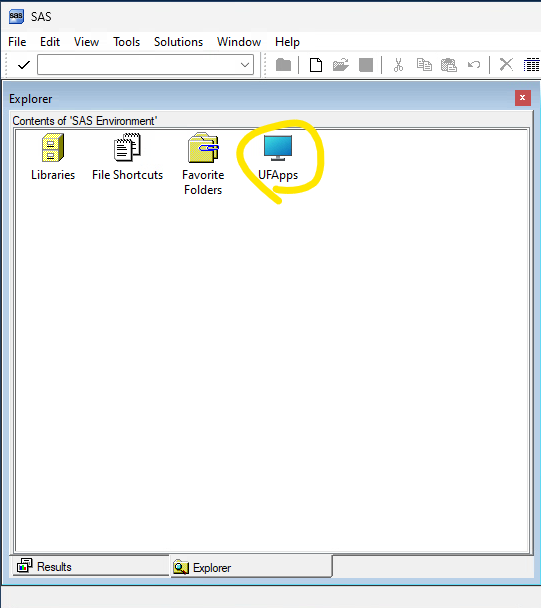 sas SAS
File Edit View Tools Solutions Window Help
Explorer
x
Contents of 'SAS Environment'
Libraries File Shortcuts Favorite Folders UFApps
Results Explorer